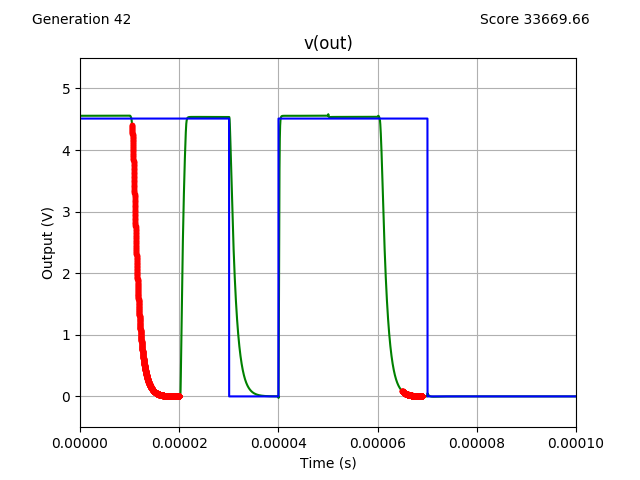 Generation 42
Score 33669.66
v(out)
Output (V)
5
4
3
2
1
0
0.00000
0.00002
0.00004
0.00006
0.00008
0.00010
Time (s)